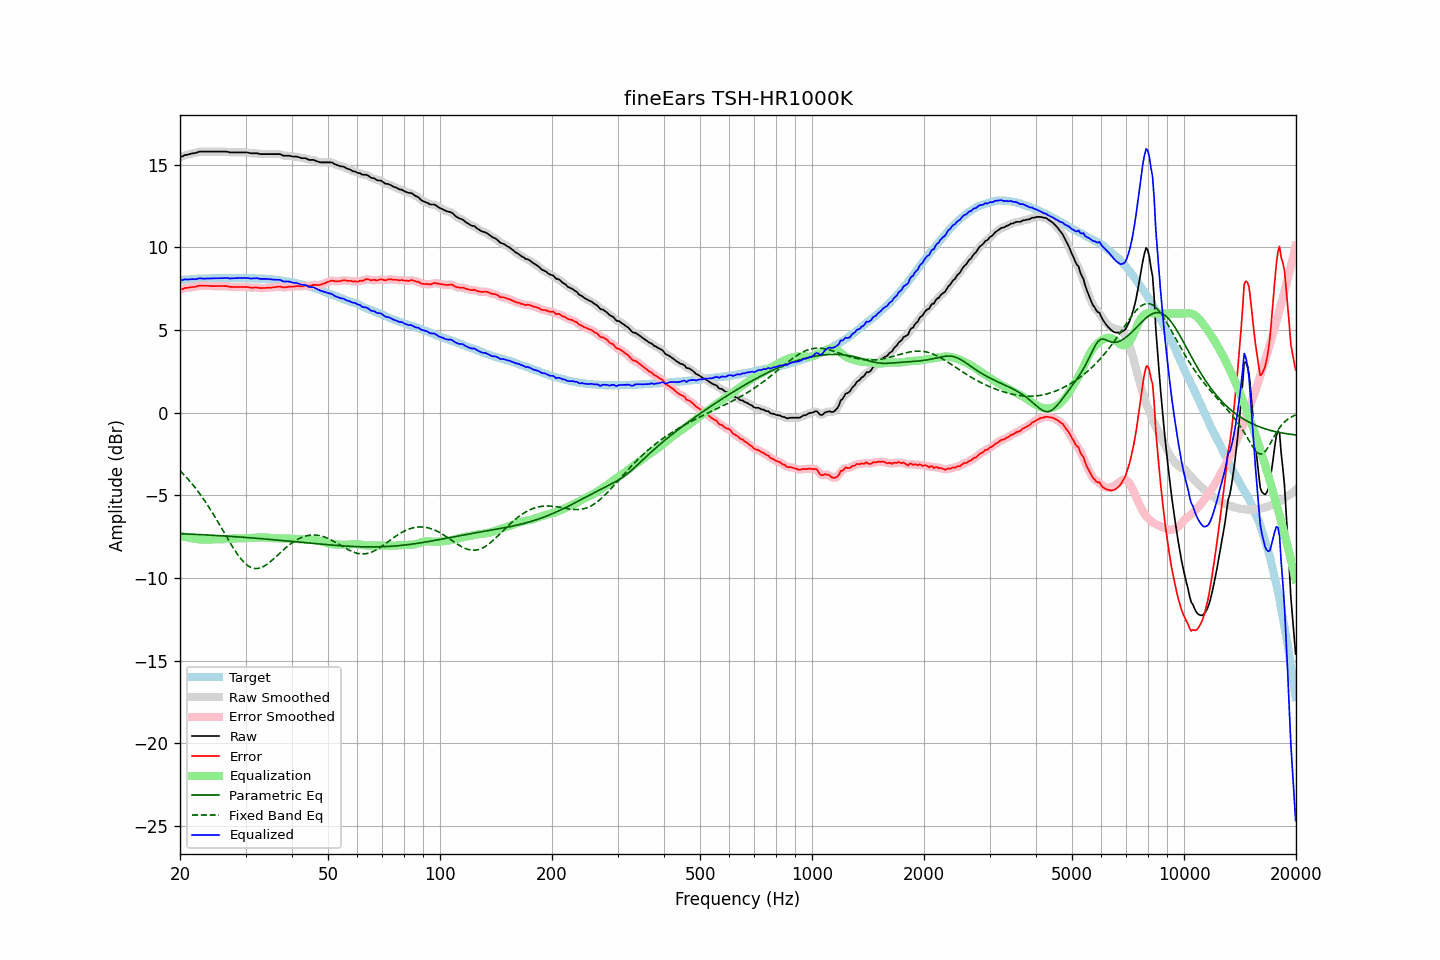 fineEars TSH-HR1000K
Amplitude (dBr)
15
10
5
0
−5
−10
−15
−20
−25
Target
Raw Smoothed
Error Smoothed
Raw
Error
Equalization
Parametric Eq
Fixed Band Eq
Equalized
20 50 100 200 500 1000 2000 5000 10000 20000
Frequency (Hz)